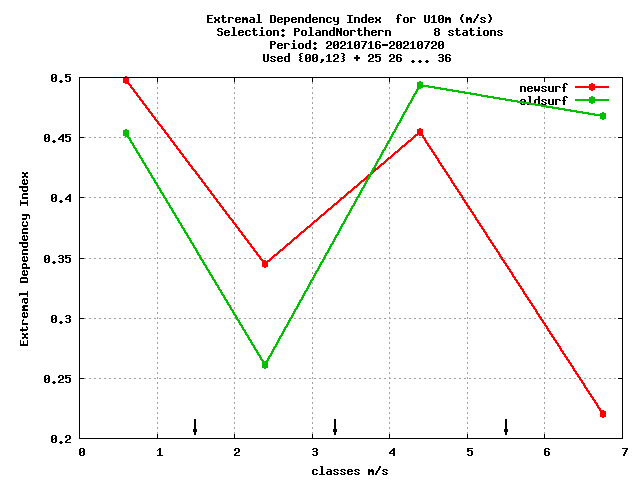 Extremal Dependency Index  for U10m (m/s)
Selection: PolandNorthern      8 stations
Period: 20210716-20210720
Used {00,12} + 25 26 ... 36
newsurf
oldsurf
0.5
0.45
0.4
0.35
0.3
0.25
0.2
Extremal Dependency Index
0 1 2 3 4 5 6 7
classes m/s